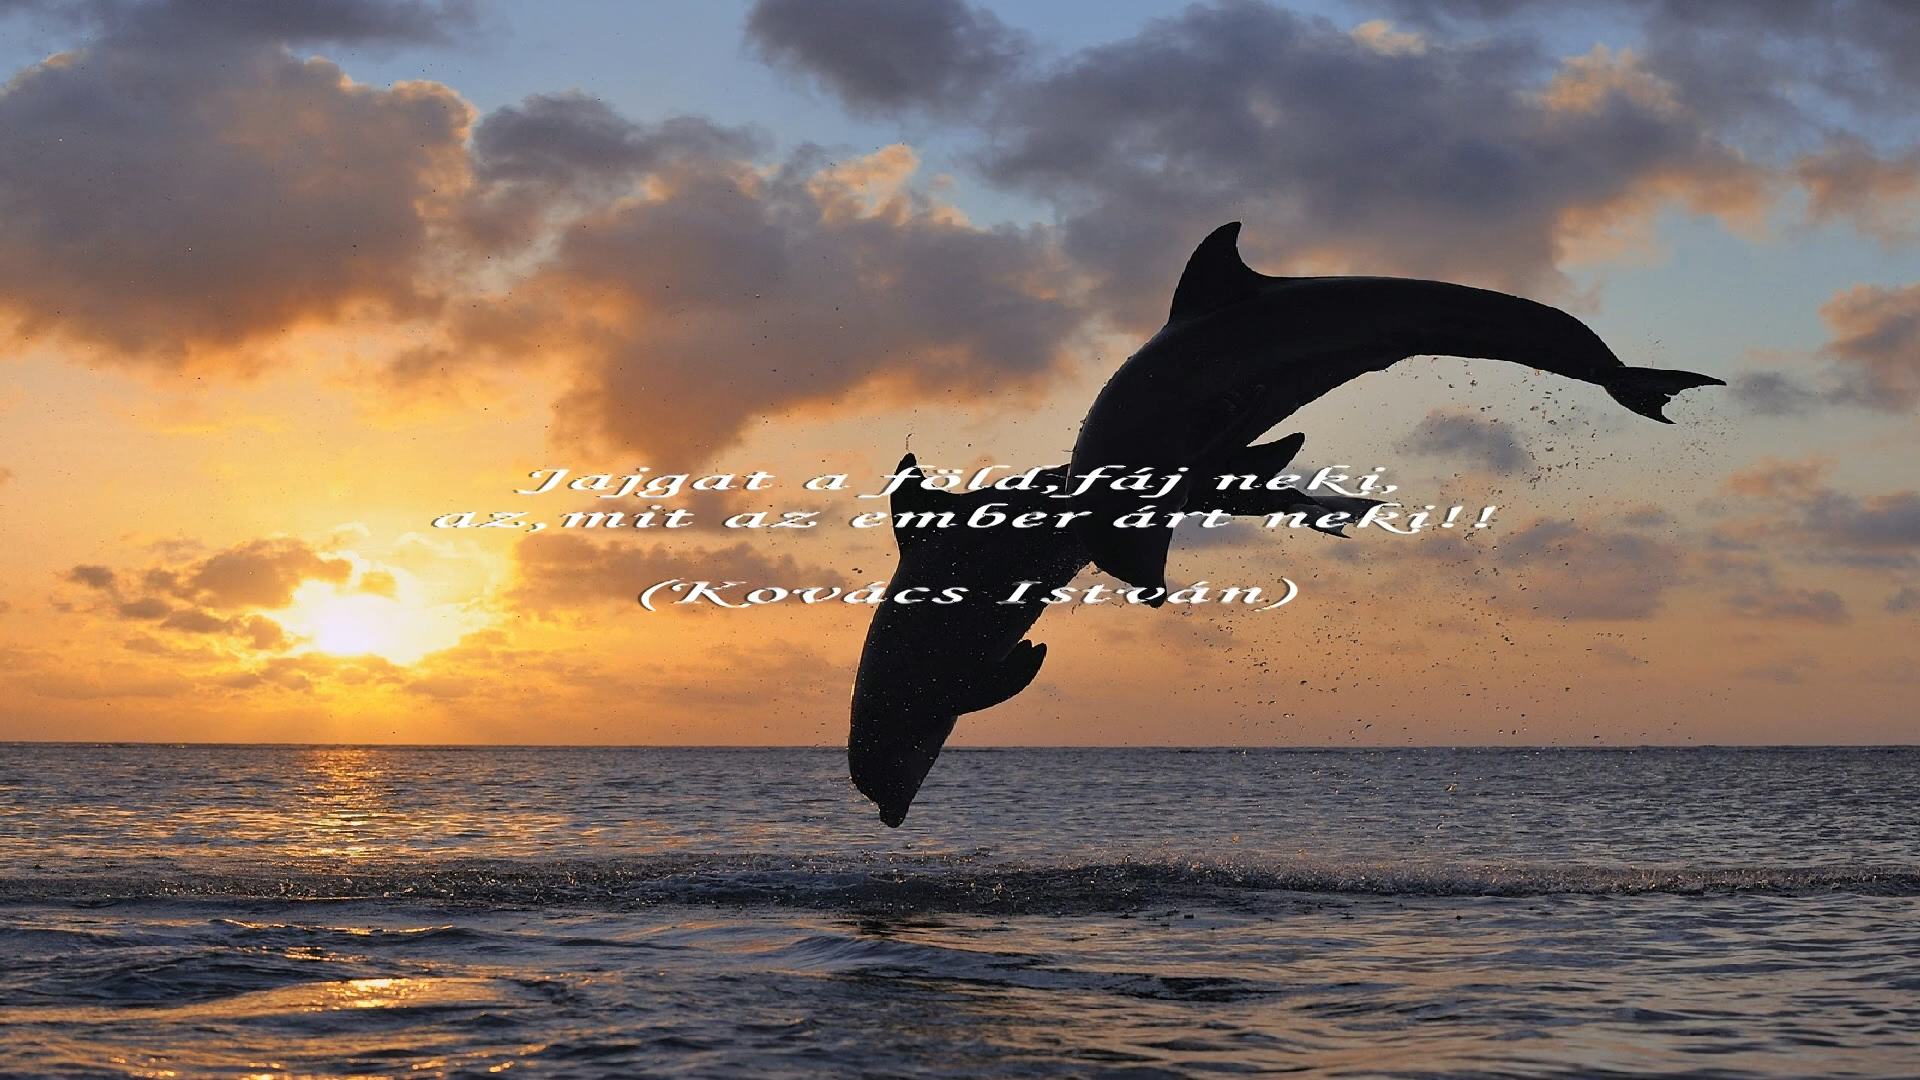 Jajgat a föld,fáj neki,
az,mit az ember árt neki!!
(Kovács István)